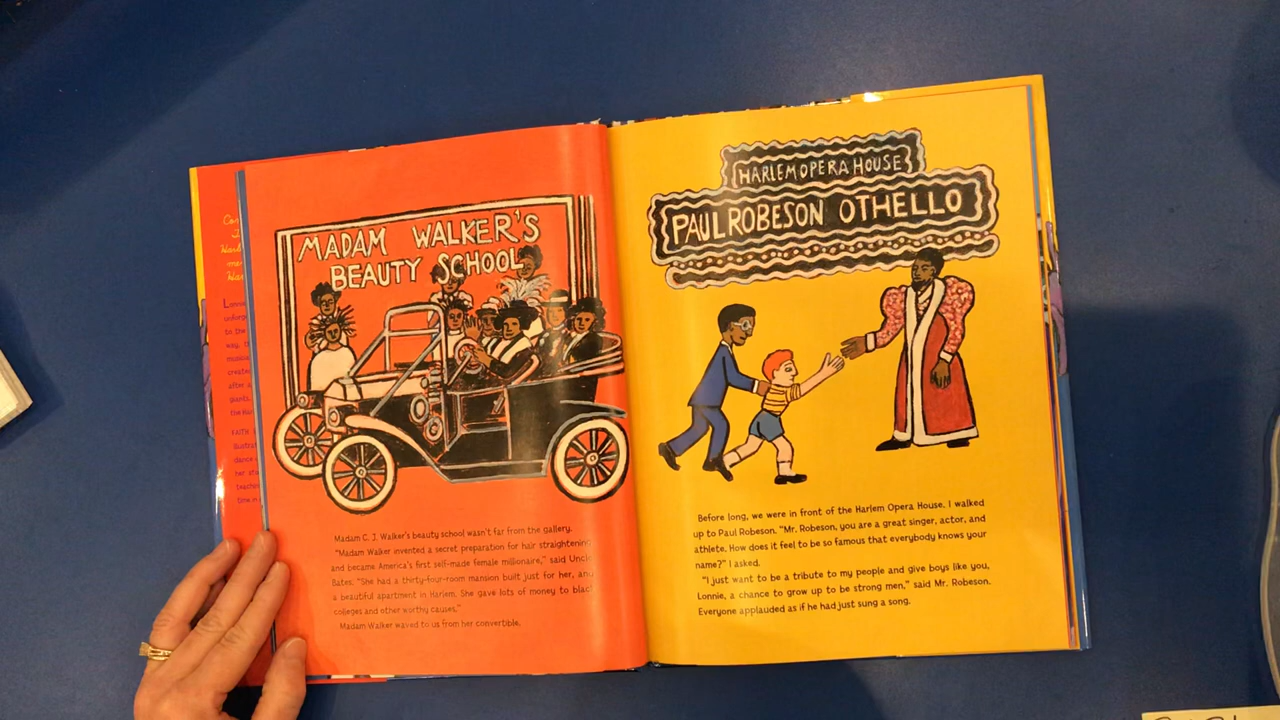 Con
MADAM WALKER'S
BEAUTY SCHOOL
Madam C. J. Walker's beauty school wasn't far from the gallery.
"Madam Walker invented a secret preparation for hair straightening
and became America's first self-made female millionaire," said Uncle
Bates. "She had a thirty-four-room mansion built just for her, and
a beautiful apartment in Harlem. She gave lots of money to black
colleges and other worthy causes."
Madam Walker waved to us from her convertible.
HARLEM OPERA HOUSE
PAUL ROBESON OTHELLO
Before long, we were in front of the Harlem Opera House. I walked
up to Paul Robeson. "Mr. Robeson, you are a great singer, actor, and
athlete. How does it feel to be so famous that everybody knows your
name?" I asked.
"I just want to be a tribute to my people and give boys like you,
Lonnie, a chance to grow up to be strong men," said Mr. Robeson.
Everyone applauded as if he had just sung a song.